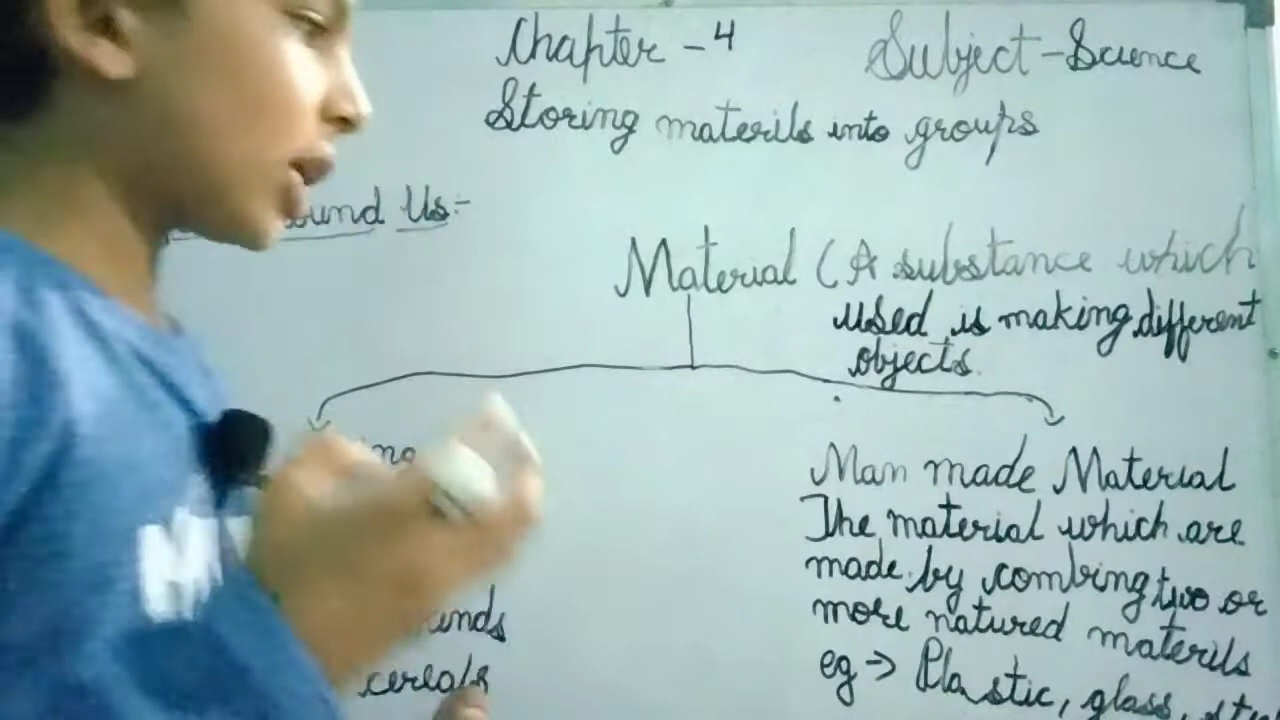 Chapter - 4 Subject - Science
Storing materils into groups
Us :-
Material (A substance which
used is making different
objects.
Man made Material
The material which are
made by combing two or
more natured materils
eg → Plastic, glass,
cereals